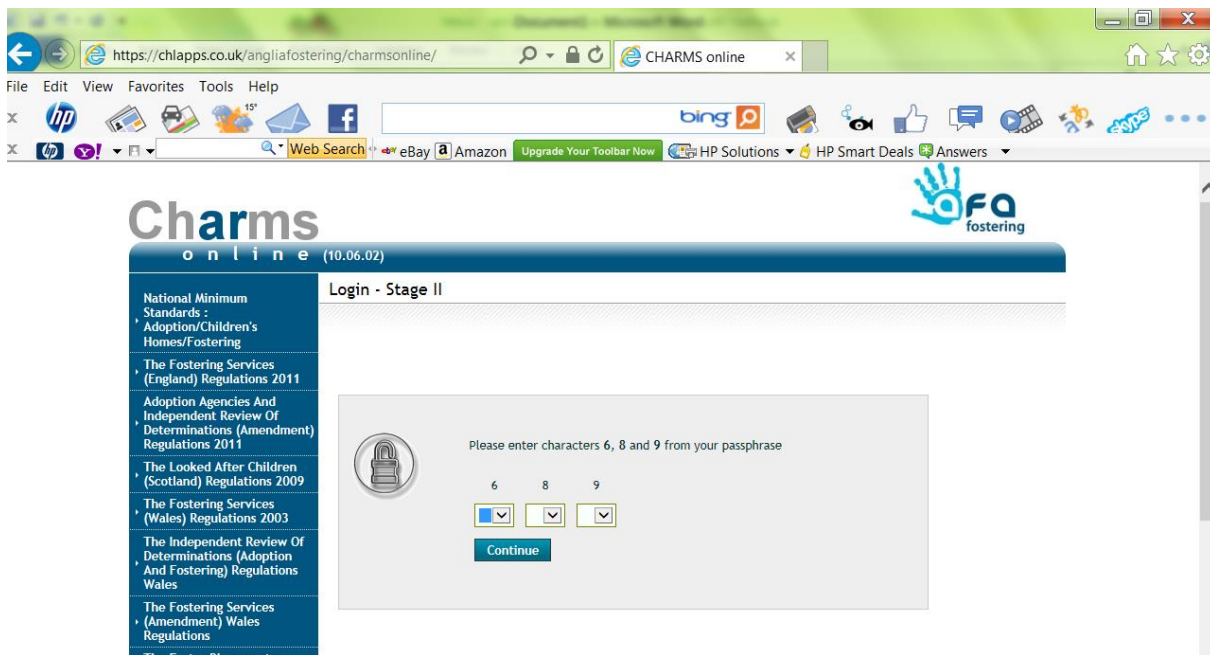 https://chlapps.co.uk/angliafostering/charmsonline/
CHARMS online
File Edit View Favorites Tools Help
hp
15°
bing
skype
hp
Y!
Web Search
eBay
a Amazon
Upgrade Your Toolbar Now
HP Solutions
HP Smart Deals
Answers
Charms
online (10.06.02)
afa
fostering
National Minimum
Standards :
Adoption/Children's
Homes/Fostering
The Fostering Services
(England) Regulations 2011
Adoption Agencies And
Independent Review Of
Determinations (Amendment)
Regulations 2011
The Looked After Children
(Scotland) Regulations 2009
The Fostering Services
(Wales) Regulations 2003
The Independent Review Of
Determinations (Adoption
And Fostering) Regulations
Wales
The Fostering Services
(Amendment) Wales
Regulations
Login - Stage II
Please enter characters 6, 8 and 9 from your passphrase
6 8 9
Continue